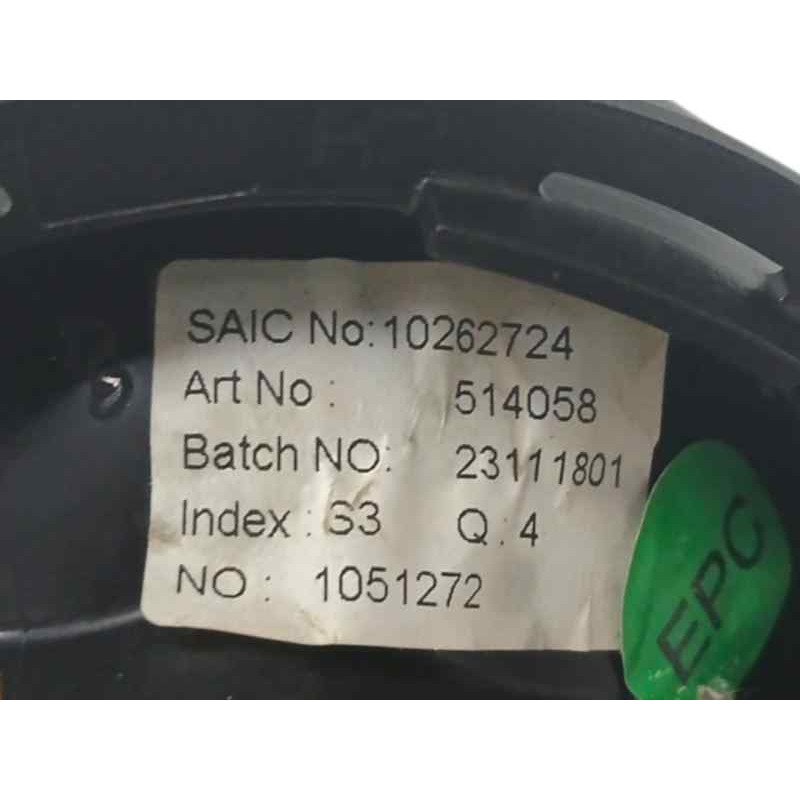 SAIC No:10262724
Art No : 514058
Batch NO: 23111801
Index : S3 Q:4
NO : 1051272
EPC